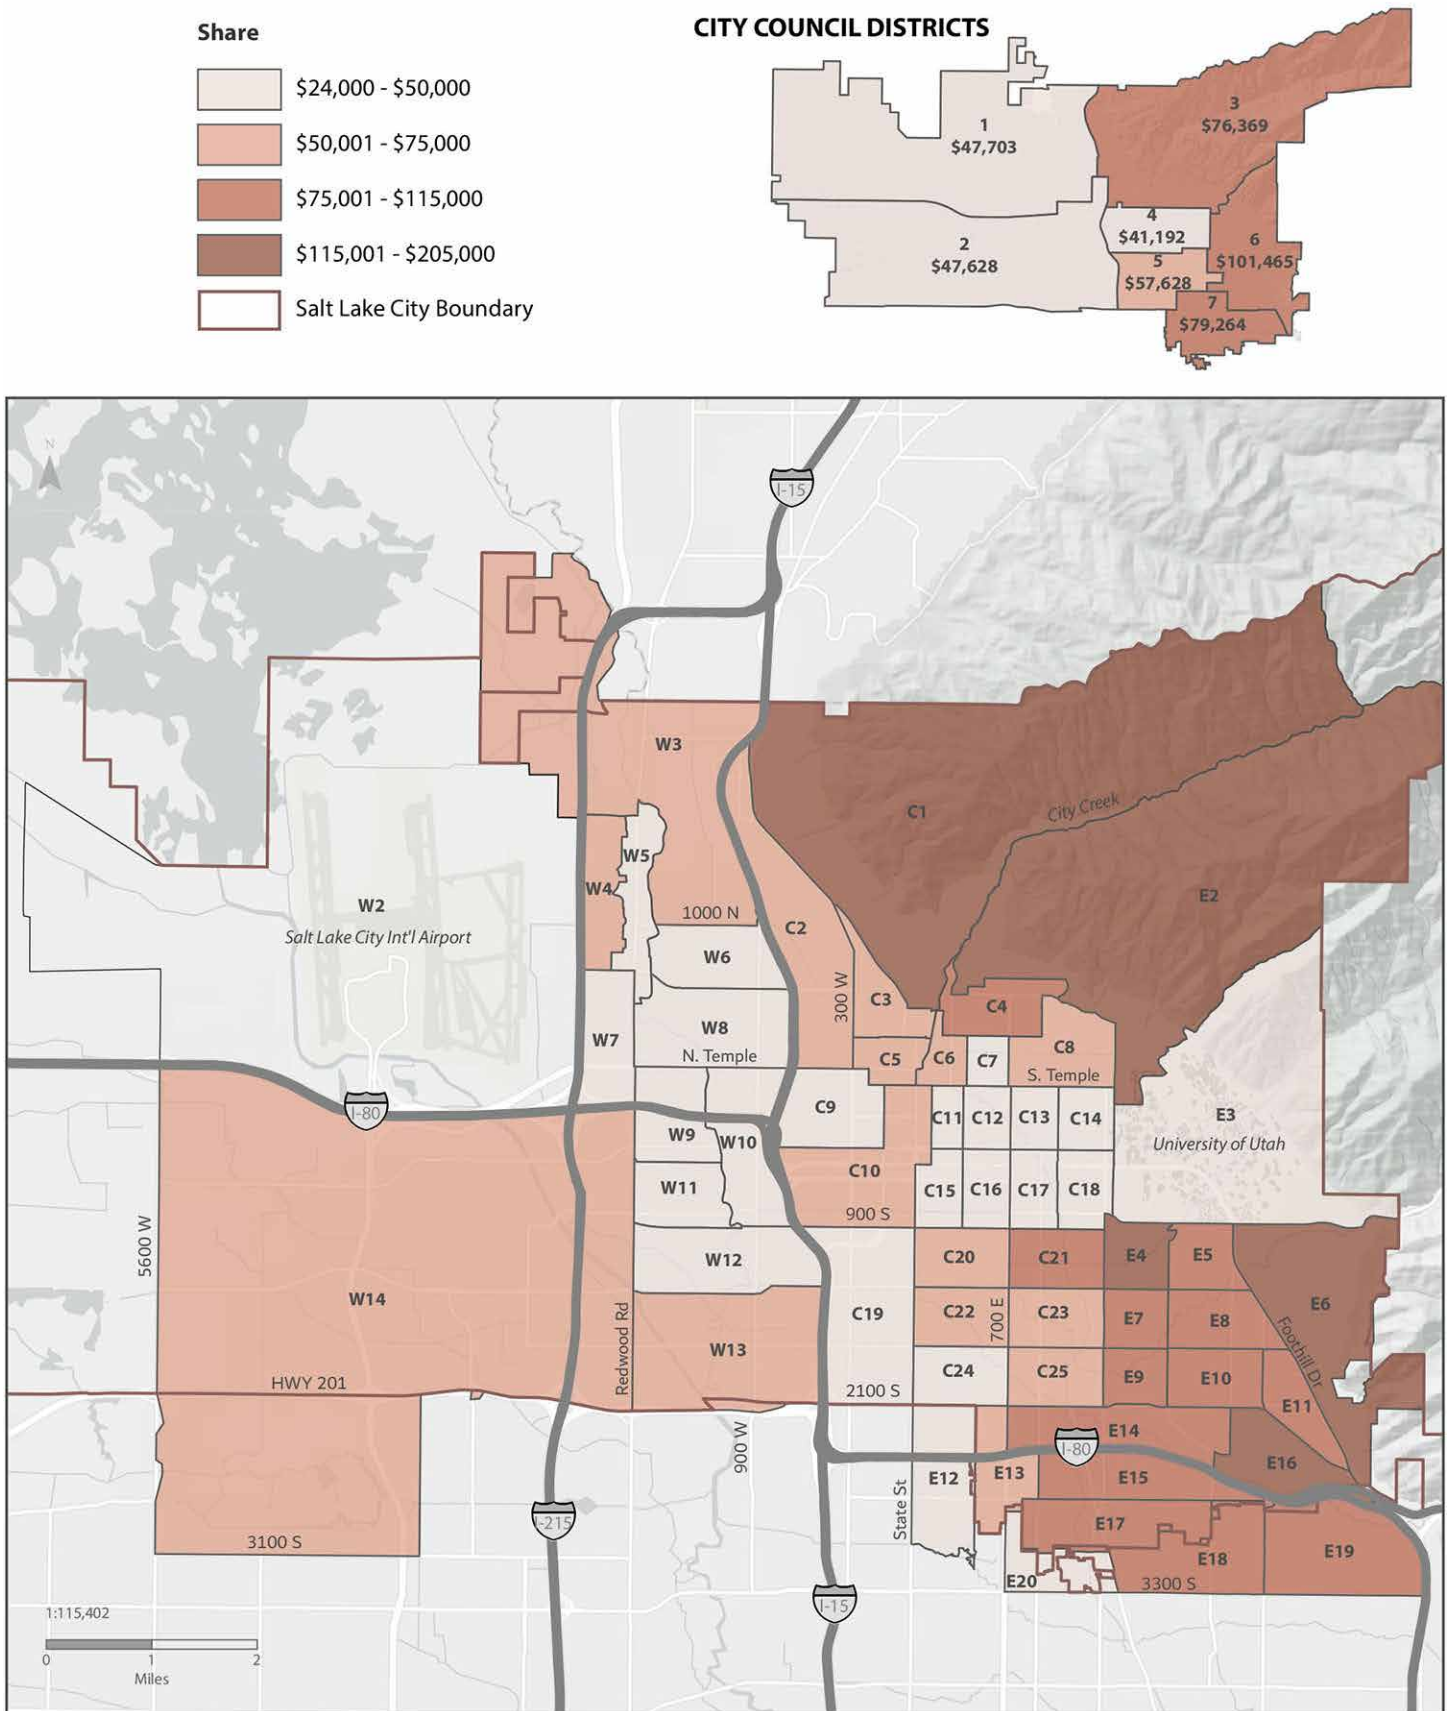 Share
$24,000 - $50,000
$50,001 - $75,000
$75,001 - $115,000
$115,001 - $205,000
Salt Lake City Boundary
CITY COUNCIL DISTRICTS
3
$76,369
1
$47,703
4
$41,192
2
$47,628
6
$101,465
5
$57,628
7
$79,264
N
I-15
W3
C1
City Creek
W5
W4
E2
W2
Salt Lake City Int'l Airport
1000 N
C2
W6
300 W
C3
C4
W7
W8
N. Temple
C5
C6
C7
C8
S. Temple
I-80
C9
C11
C12
C13
C14
E3
University of Utah
W9
W10
W11
C10
900 S
C15
C16
C17
C18
5600 W
W12
C20
C21
E4
E5
W14
C19
C22
700 E
C23
E7
E8
E6
Foothill Dr
Redwood Rd
W13
C24
C25
E9
E10
HWY 201
2100 S
E11
900 W
E14
I-80
E12
E13
E15
E16
State St
I-215
E17
E18
E19
3100 S
E20
3300 S
I-15
1:115,402
0
1
2
Miles